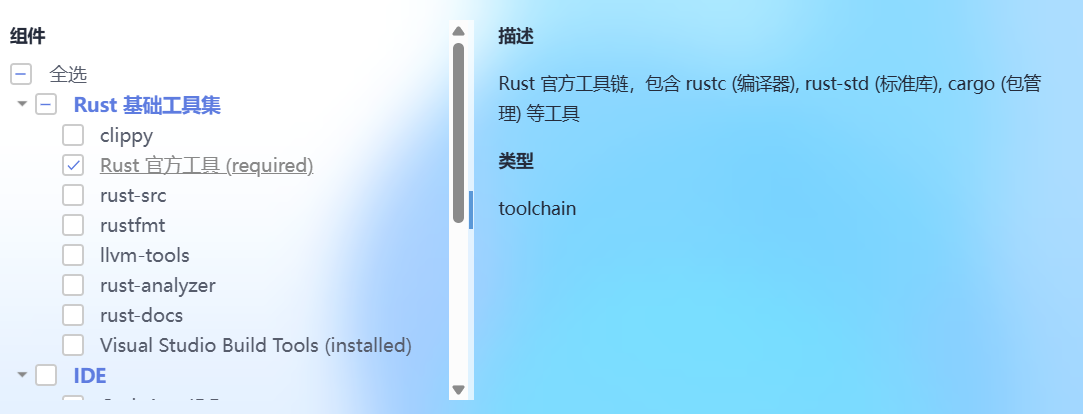 组件
全选
Rust 基础工具集
clippy
Rust 官方工具 (required)
rust-src
rustfmt
llvm-tools
rust-analyzer
rust-docs
Visual Studio Build Tools (installed)
IDE
描述
Rust 官方工具链，包含 rustc (编译器), rust-std (标准库), cargo (包管
理) 等工具
类型
toolchain